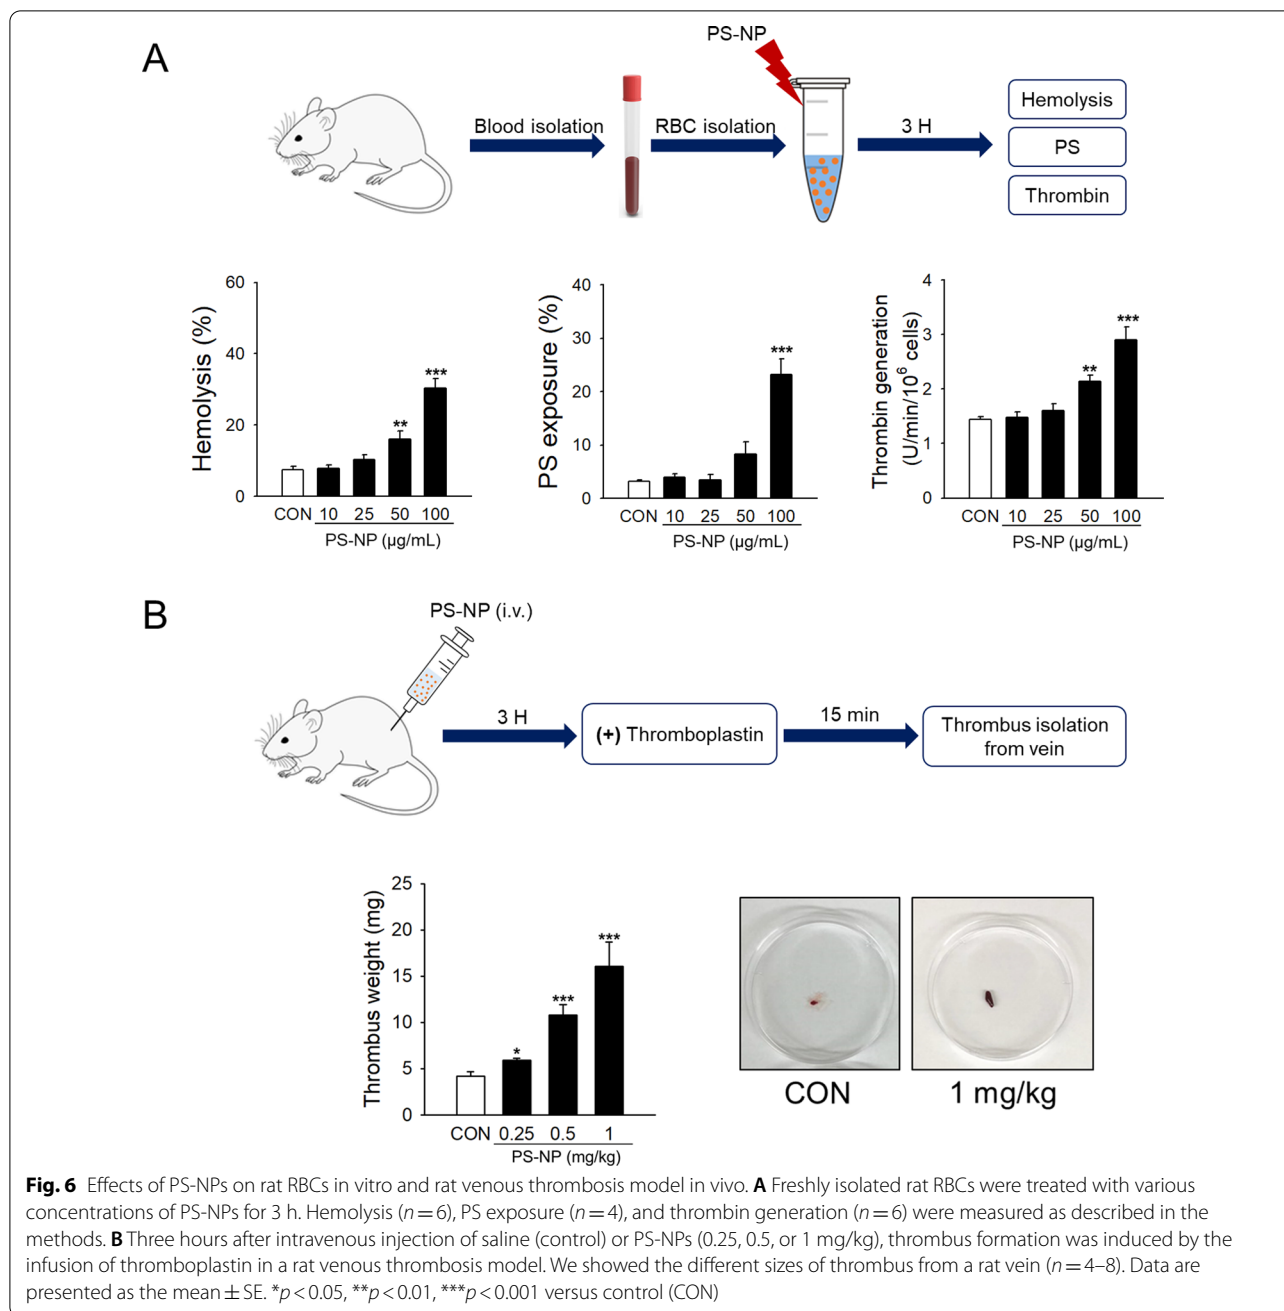 A
PS-NP
Blood isolation
RBC isolation
3 H
Hemolysis
PS
Thrombin
Hemolysis (%)
60
40
20
0
**
***
CON 10 25 50 100
PS-NP (µg/mL)
PS exposure (%)
40
30
20
10
0
***
CON 10 25 50 100
PS-NP (µg/mL)
Thrombin generation
(U/min/10⁶ cells)
4
3
2
1
0
**
***
CON 10 25 50 100
PS-NP (µg/mL)
B
PS-NP (i.v.)
3 H
(+) Thromboplastin
15 min
Thrombus isolation
from vein
Thrombus weight (mg)
25
20
15
10
5
0
*
***
***
CON 0.25 0.5 1
PS-NP (mg/kg)
CON
1 mg/kg
Fig. 6 Effects of PS-NPs on rat RBCs in vitro and rat venous thrombosis model in vivo. A Freshly isolated rat RBCs were treated with various
concentrations of PS-NPs for 3 h. Hemolysis (n = 6), PS exposure (n = 4), and thrombin generation (n = 6) were measured as described in the
methods. B Three hours after intravenous injection of saline (control) or PS-NPs (0.25, 0.5, or 1 mg/kg), thrombus formation was induced by the
infusion of thromboplastin in a rat venous thrombosis model. We showed the different sizes of thrombus from a rat vein (n = 4–8). Data are
presented as the mean ± SE. *p < 0.05, **p < 0.01, ***p < 0.001 versus control (CON)